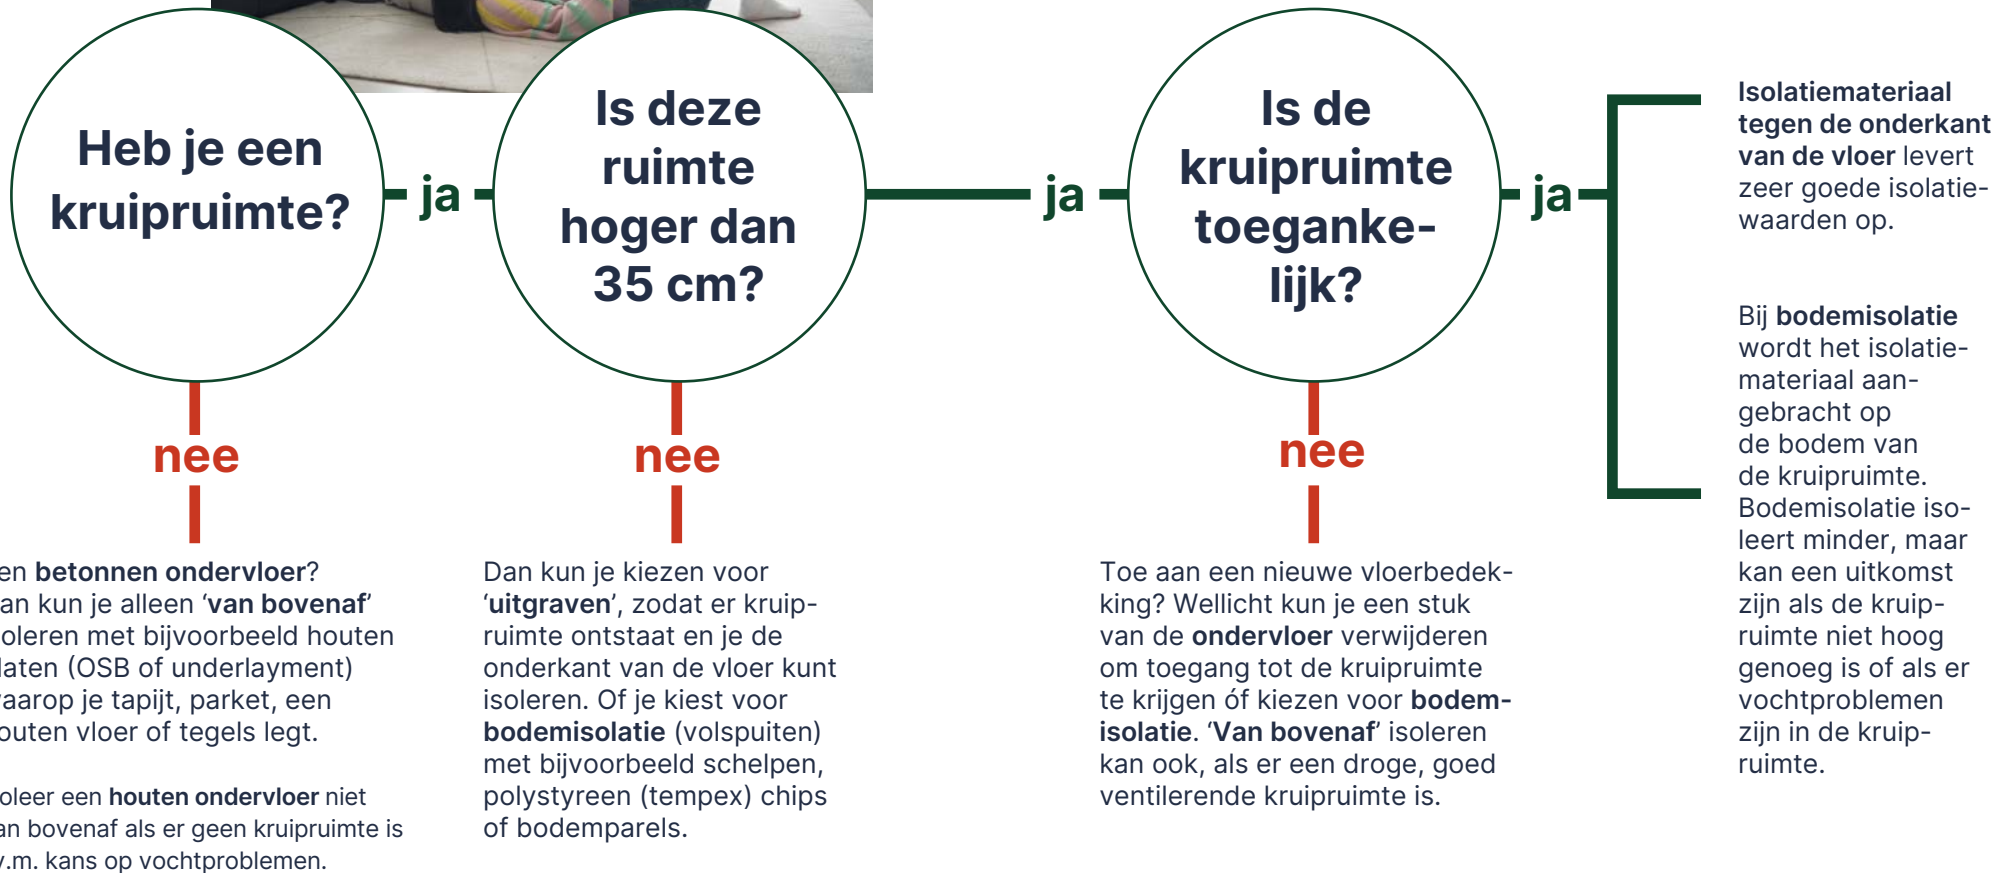 Heb je een
kruipruimte?
ja
Is deze
ruimte
hoger dan
35 cm?
ja
Is de
kruipruimte
toeganke-
lijk?
ja
Isolatiemateriaal
tegen de onderkant
van de vloer levert
zeer goede isolatie-
waarden op.
Bij bodemisolatie
wordt het isolatie-
materiaal aan-
gebracht op
de bodem van
de kruipruimte.
Bodemisolatie iso-
leert minder, maar
kan een uitkomst
zijn als de kruip-
ruimte niet hoog
genoeg is of als er
vochtproblemen
zijn in de kruip-
ruimte.
nee
en betonnen ondervloer?
an kun je alleen ‘van bovenaf’
oleren met bijvoorbeeld houten
laten (OSB of underlayment)
aarop je tapijt, parket, een
outen vloer of tegels legt.
oleer een houten ondervloer niet
an bovenaf als er geen kruipruimte is
v.m. kans op vochtproblemen.
nee
Dan kun je kiezen voor
‘uitgraven’, zodat er kruip-
ruimte ontstaat en je de
onderkant van de vloer kunt
isoleren. Of je kiest voor
bodemisolatie (volspuiten)
met bijvoorbeeld schelpen,
polystyreen (tempex) chips
of bodemparels.
nee
Toe aan een nieuwe vloerbedek-
king? Wellicht kun je een stuk
van de ondervloer verwijderen
om toegang tot de kruipruimte
te krijgen óf kiezen voor bodem-
isolatie. ‘Van bovenaf’ isoleren
kan ook, als er een droge, goed
ventilerende kruipruimte is.